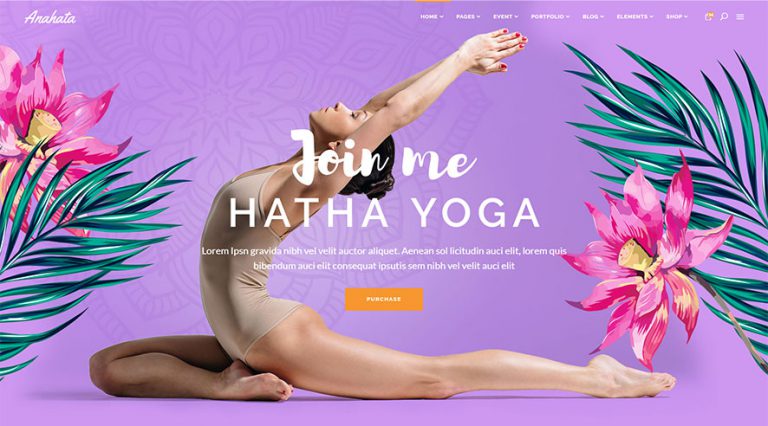 Anahata
HOME PAGES EVENT PORTFOLIO BLOG ELEMENTS SHOP
Join me
HATHA YOGA
Lorem Ipsn gravida nibh vel velit auctor aliquet. Aenean sol licitudin auci elit, lorem quis
bibendum auci elit consequat ipsutis sem nibh vel velit auci elit
PURCHASE